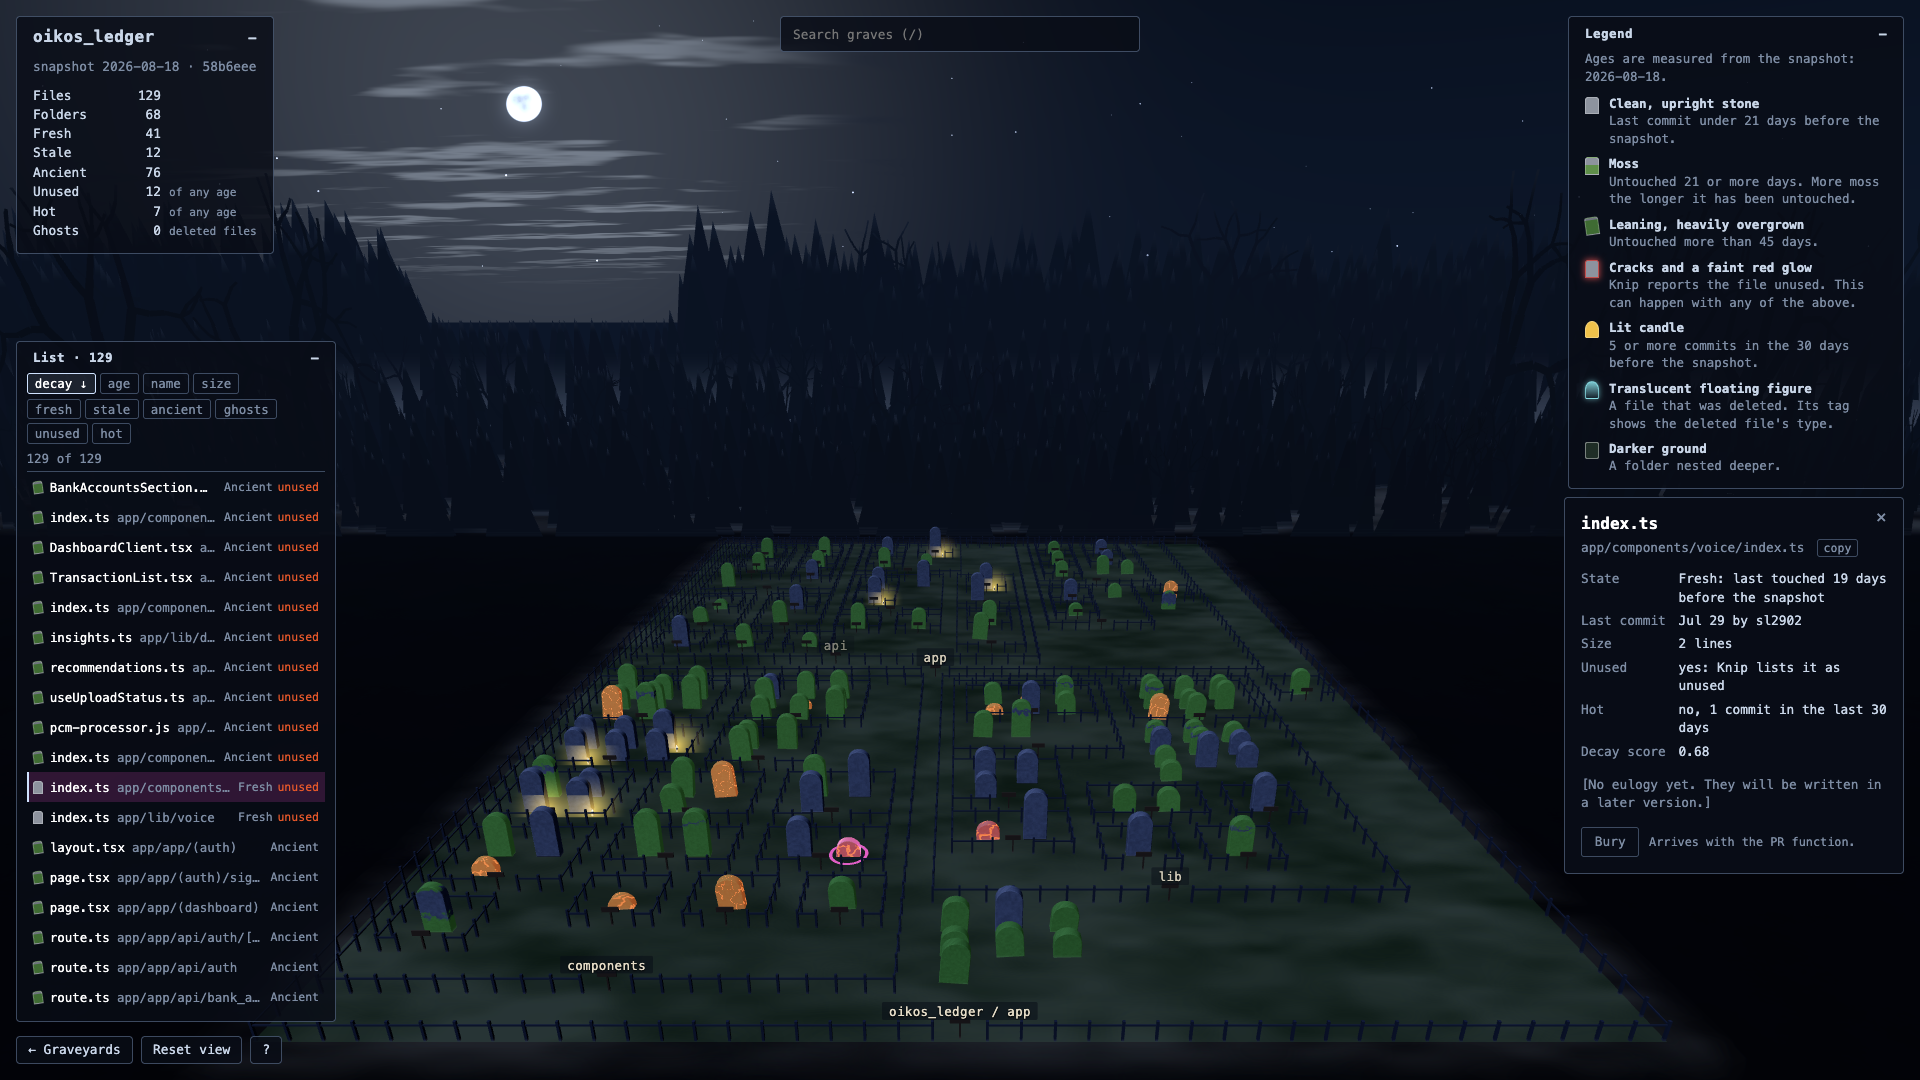 oikos_ledger
–
snapshot 2026-08-18 · 58b6eee
Files 129
Folders 68
Fresh 41
Stale 12
Ancient 76
Unused 12 of any age
Hot 7 of any age
Ghosts 0 deleted files
Search graves (/)
Legend –
Ages are measured from the snapshot:
2026-08-18.
Clean, upright stone
Last commit under 21 days before the
snapshot.
Moss
Untouched 21 or more days. More moss
the longer it has been untouched.
Leaning, heavily overgrown
Untouched more than 45 days.
Cracks and a faint red glow
Knip reports the file unused. This
can happen with any of the above.
Lit candle
5 or more commits in the 30 days
before the snapshot.
Translucent floating figure
A file that was deleted. Its tag
shows the deleted file's type.
Darker ground
A folder nested deeper.
List · 129 –
decay ↓ age name size
fresh stale ancient ghosts
unused hot
129 of 129
BankAccountsSection.… Ancient unused
index.ts app/componen… Ancient unused
DashboardClient.tsx a… Ancient unused
TransactionList.tsx a… Ancient unused
index.ts app/componen… Ancient unused
insights.ts app/lib/d… Ancient unused
recommendations.ts ap… Ancient unused
useUploadStatus.ts ap… Ancient unused
pcm-processor.js app/… Ancient unused
index.ts app/componen… Ancient unused
index.ts app/components… Fresh unused
index.ts app/lib/voice Fresh unused
layout.tsx app/app/(auth) Ancient
page.tsx app/app/(auth)/sig… Ancient
page.tsx app/app/(dashboard) Ancient
route.ts app/app/api/auth/[… Ancient
route.ts app/app/api/auth Ancient
route.ts app/app/api/bank_a… Ancient
← Graveyards Reset view ?
api
app
lib
components
oikos_ledger / app
index.ts ×
app/components/voice/index.ts copy
State Fresh: last touched 19 days
before the snapshot
Last commit Jul 29 by sl2902
Size 2 lines
Unused yes: Knip lists it as
unused
Hot no, 1 commit in the last 30
days
Decay score 0.68
[No eulogy yet. They will be written in
a later version.]
Bury Arrives with the PR function.